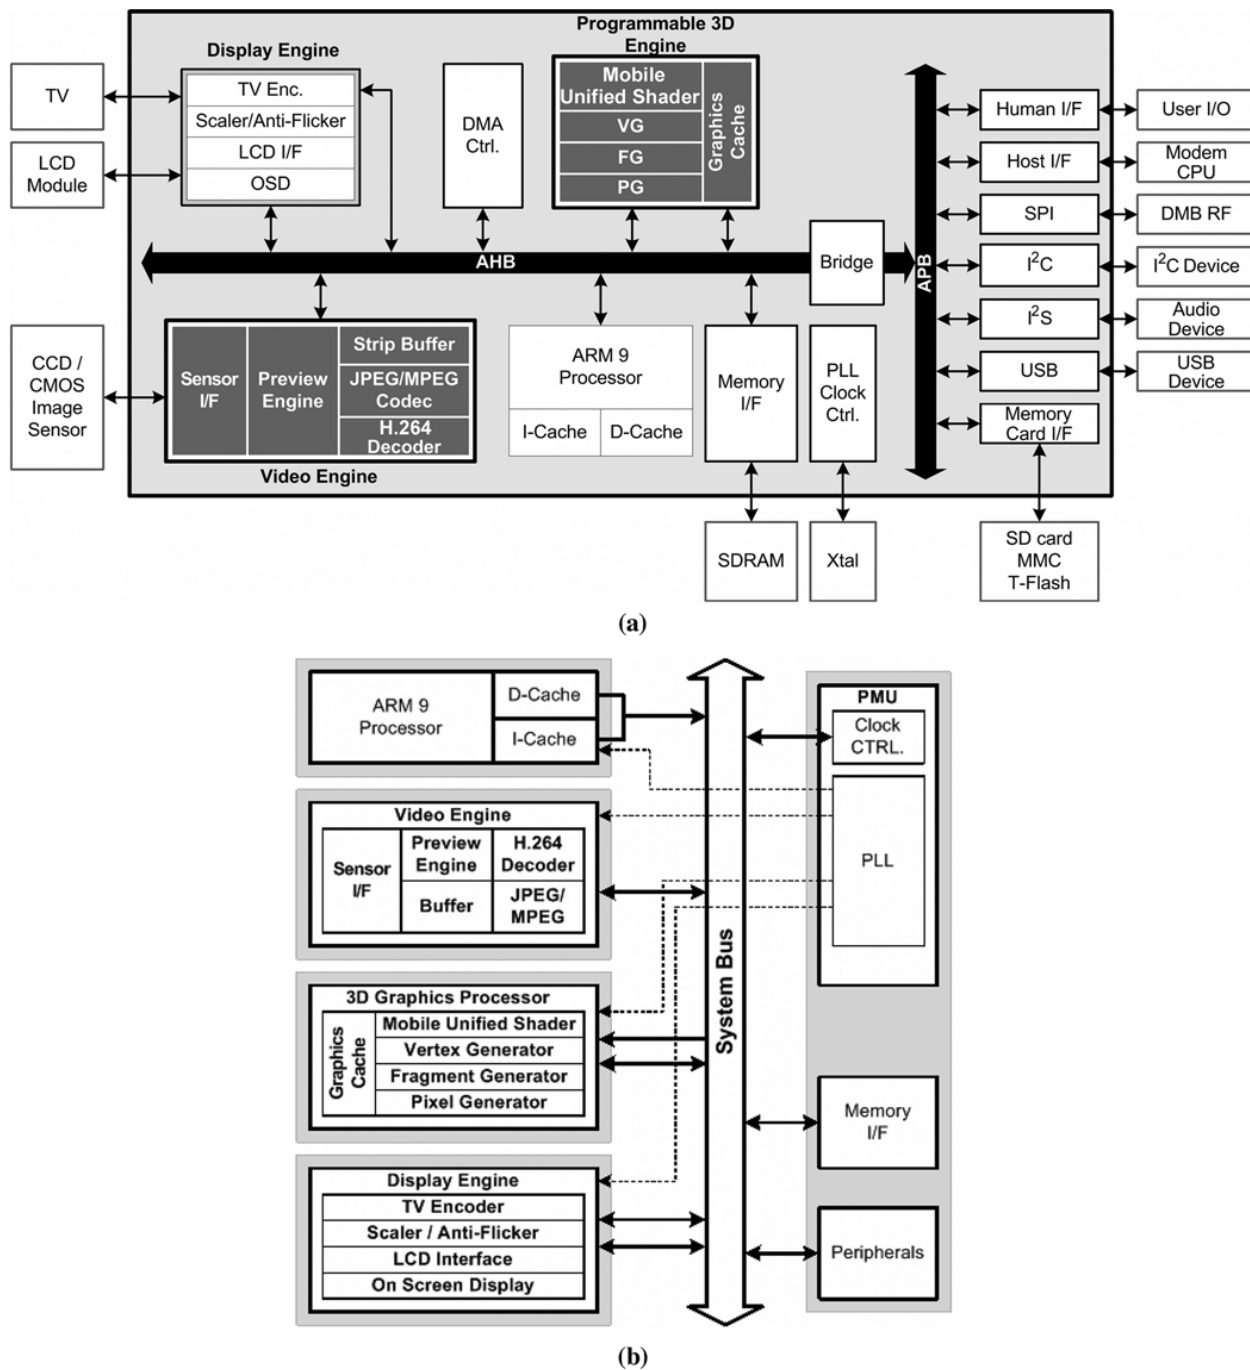 Programmable 3D
Engine
Display Engine
TV
TV Enc.
Scaler/Anti-Flicker
LCD I/F
OSD
LCD
Module
DMA
Ctrl.
Mobile
Unified Shader
VG
FG
PG
Graphics
Cache
Human I/F
User I/O
Host I/F
Modem
CPU
SPI
DMB RF
AHB
Bridge
APB
I²C
I²C Device
I²S
Audio
Device
USB
USB
Device
Memory
Card I/F
CCD /
CMOS
Image
Sensor
Sensor
I/F
Preview
Engine
Strip Buffer
JPEG/MPEG
Codec
H.264
Decoder
Video Engine
ARM 9
Processor
I-Cache
D-Cache
Memory
I/F
PLL
Clock
Ctrl.
SDRAM
Xtal
SD card
MMC
T-Flash
(a)
ARM 9
Processor
D-Cache
I-Cache
PMU
Clock
CTRL.
PLL
Video Engine
Sensor
I/F
Preview
Engine
H.264
Decoder
Buffer
JPEG/
MPEG
System Bus
3D Graphics Processor
Graphics
Cache
Mobile Unified Shader
Vertex Generator
Fragment Generator
Pixel Generator
Memory
I/F
Display Engine
TV Encoder
Scaler / Anti-Flicker
LCD Interface
On Screen Display
Peripherals
(b)